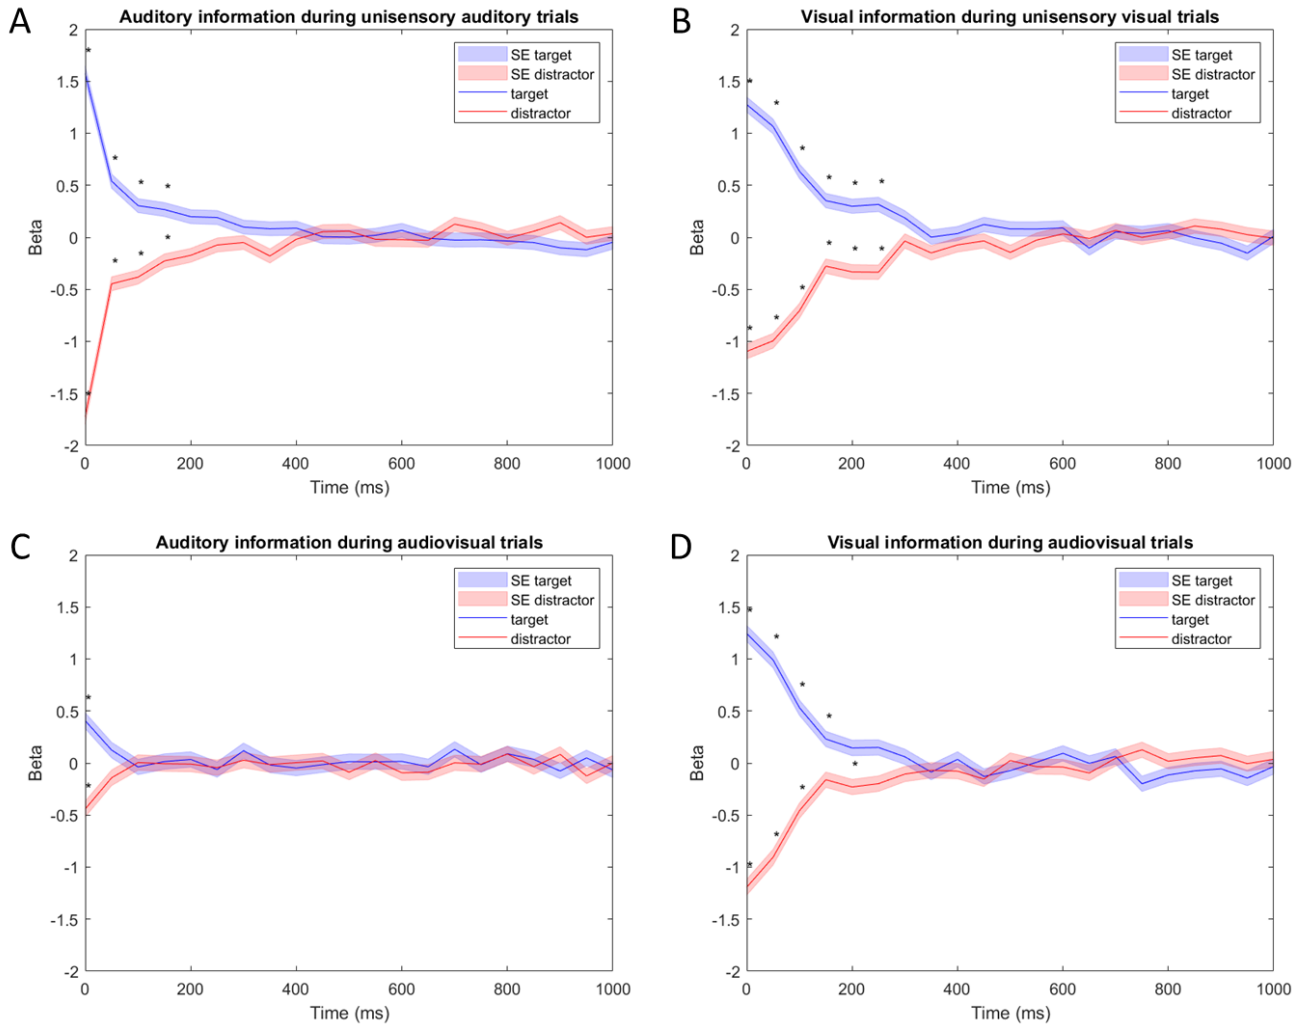 A
Auditory information during unisensory auditory trials
2
1.5
1
0.5
0
-0.5
-1
-1.5
-2
Beta
* * * *
* * * *
SE target
SE distractor
target
distractor
0 200 400 600 800 1000
Time (ms)
B
Visual information during unisensory visual trials
2
1.5
1
0.5
0
-0.5
-1
-1.5
-2
Beta
* * * * * *
* * * * * *
SE target
SE distractor
target
distractor
0 200 400 600 800 1000
Time (ms)
C
Auditory information during audiovisual trials
2
1.5
1
0.5
0
-0.5
-1
-1.5
-2
Beta
*
*
SE target
SE distractor
target
distractor
0 200 400 600 800 1000
Time (ms)
D
Visual information during audiovisual trials
2
1.5
1
0.5
0
-0.5
-1
-1.5
-2
Beta
* * * *
* * * *
SE target
SE distractor
target
distractor
0 200 400 600 800 1000
Time (ms)